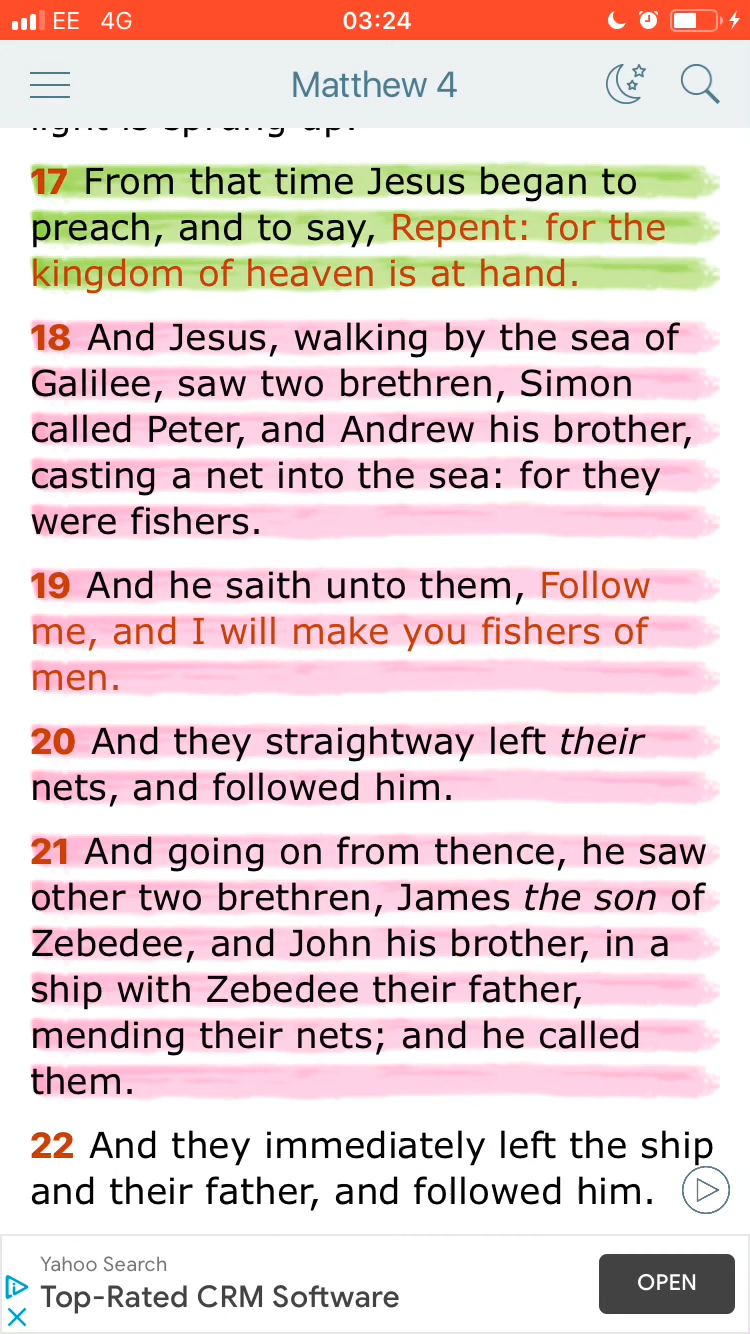 EE 4G 03:24
Matthew 4
light is sprung up.
17 From that time Jesus began to
preach, and to say, Repent: for the
kingdom of heaven is at hand.
18 And Jesus, walking by the sea of
Galilee, saw two brethren, Simon
called Peter, and Andrew his brother,
casting a net into the sea: for they
were fishers.
19 And he saith unto them, Follow
me, and I will make you fishers of
men.
20 And they straightway left their
nets, and followed him.
21 And going on from thence, he saw
other two brethren, James the son of
Zebedee, and John his brother, in a
ship with Zebedee their father,
mending their nets; and he called
them.
22 And they immediately left the ship
and their father, and followed him.
Yahoo Search
Top-Rated CRM Software
OPEN